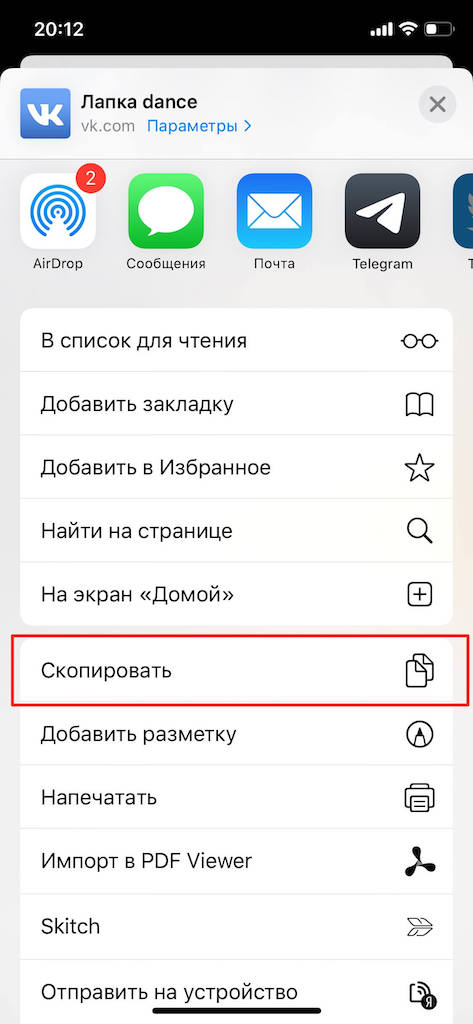 20:12
Лапка dance
vk.com Параметры
2
AirDrop
Сообщения
Почта
Telegram
В список для чтения
Добавить закладку
Добавить в Избранное
Найти на странице
На экран «Домой»
Скопировать
Добавить разметку
Напечатать
Импорт в PDF Viewer
Skitch
Отправить на устройство